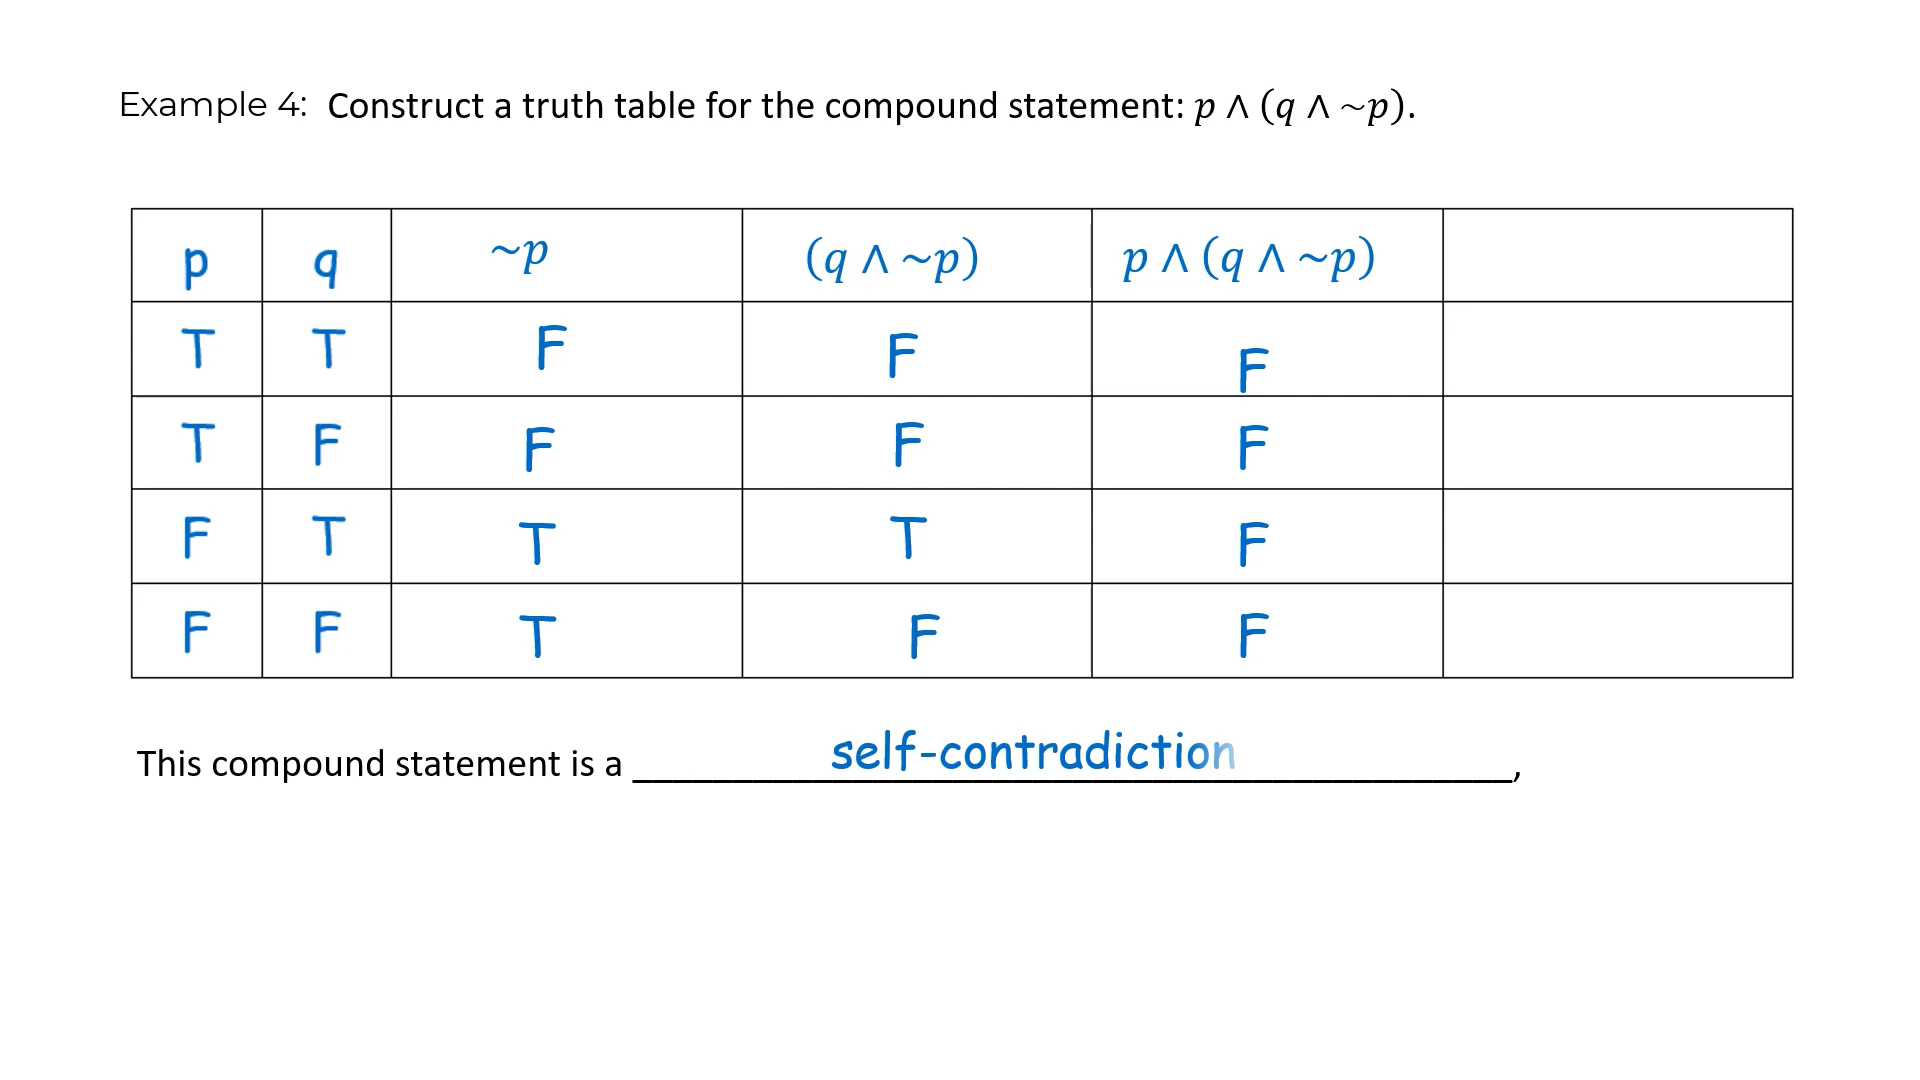 Example 4: Construct a truth table for the compound statement: p ∧ (q ∧ ~p).
p q ~p (q ∧ ~p) p ∧ (q ∧ ~p)
T T F F F
T F F F F
F T T T F
F F T F F
This compound statement is a self-contradiction,